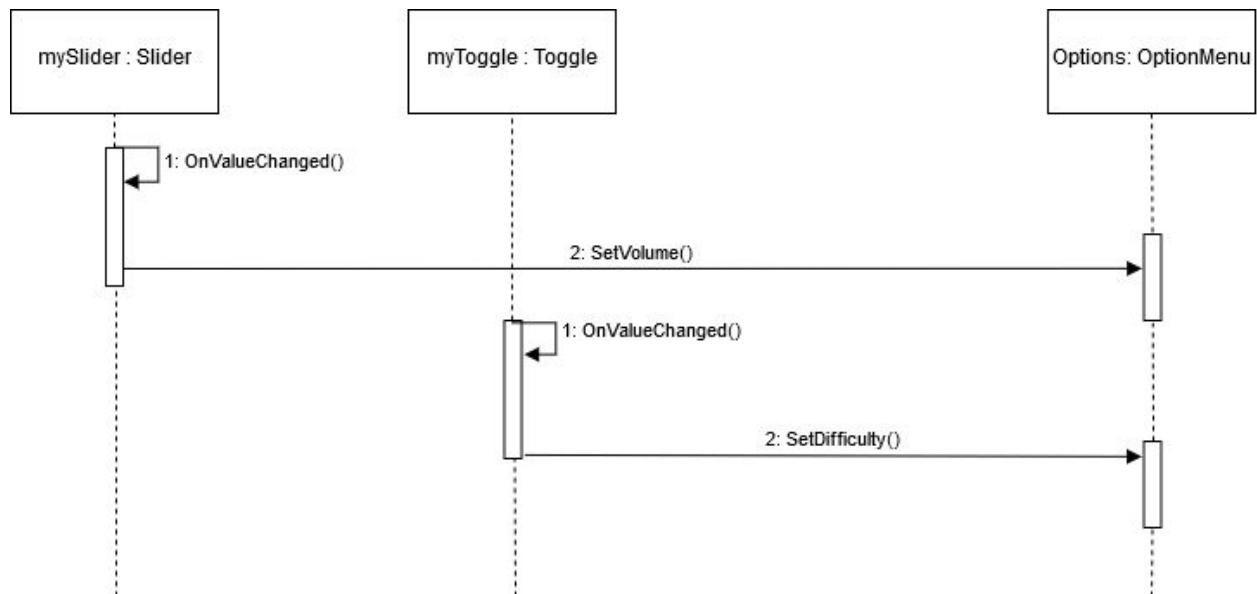 mySlider : Slider
myToggle : Toggle
Options: OptionMenu
1: OnValueChanged()
2: SetVolume()
1: OnValueChanged()
2: SetDifficulty()